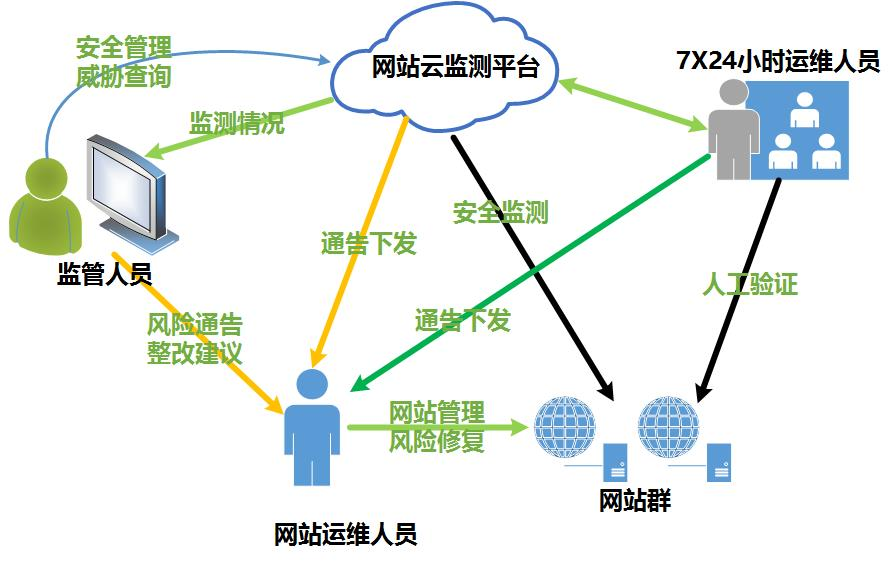 安全管理
威胁查询
网站云监测平台
7X24小时运维人员
监测情况
安全监测
通告下发
监管人员
人工验证
风险通告
整改建议
通告下发
网站管理
风险修复
网站群
网站运维人员